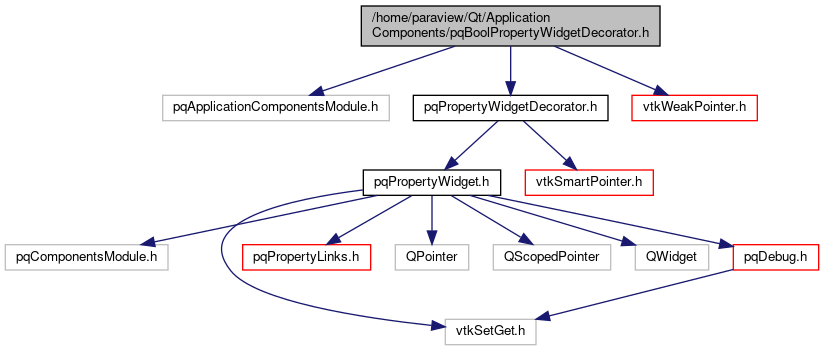 /home/paraview/Qt/Application
Components/pqBoolPropertyWidgetDecorator.h
pqApplicationComponentsModule.h
pqPropertyWidgetDecorator.h
vtkWeakPointer.h
pqPropertyWidget.h
vtkSmartPointer.h
pqComponentsModule.h
pqPropertyLinks.h
QPointer
QScopedPointer
QWidget
pqDebug.h
vtkSetGet.h